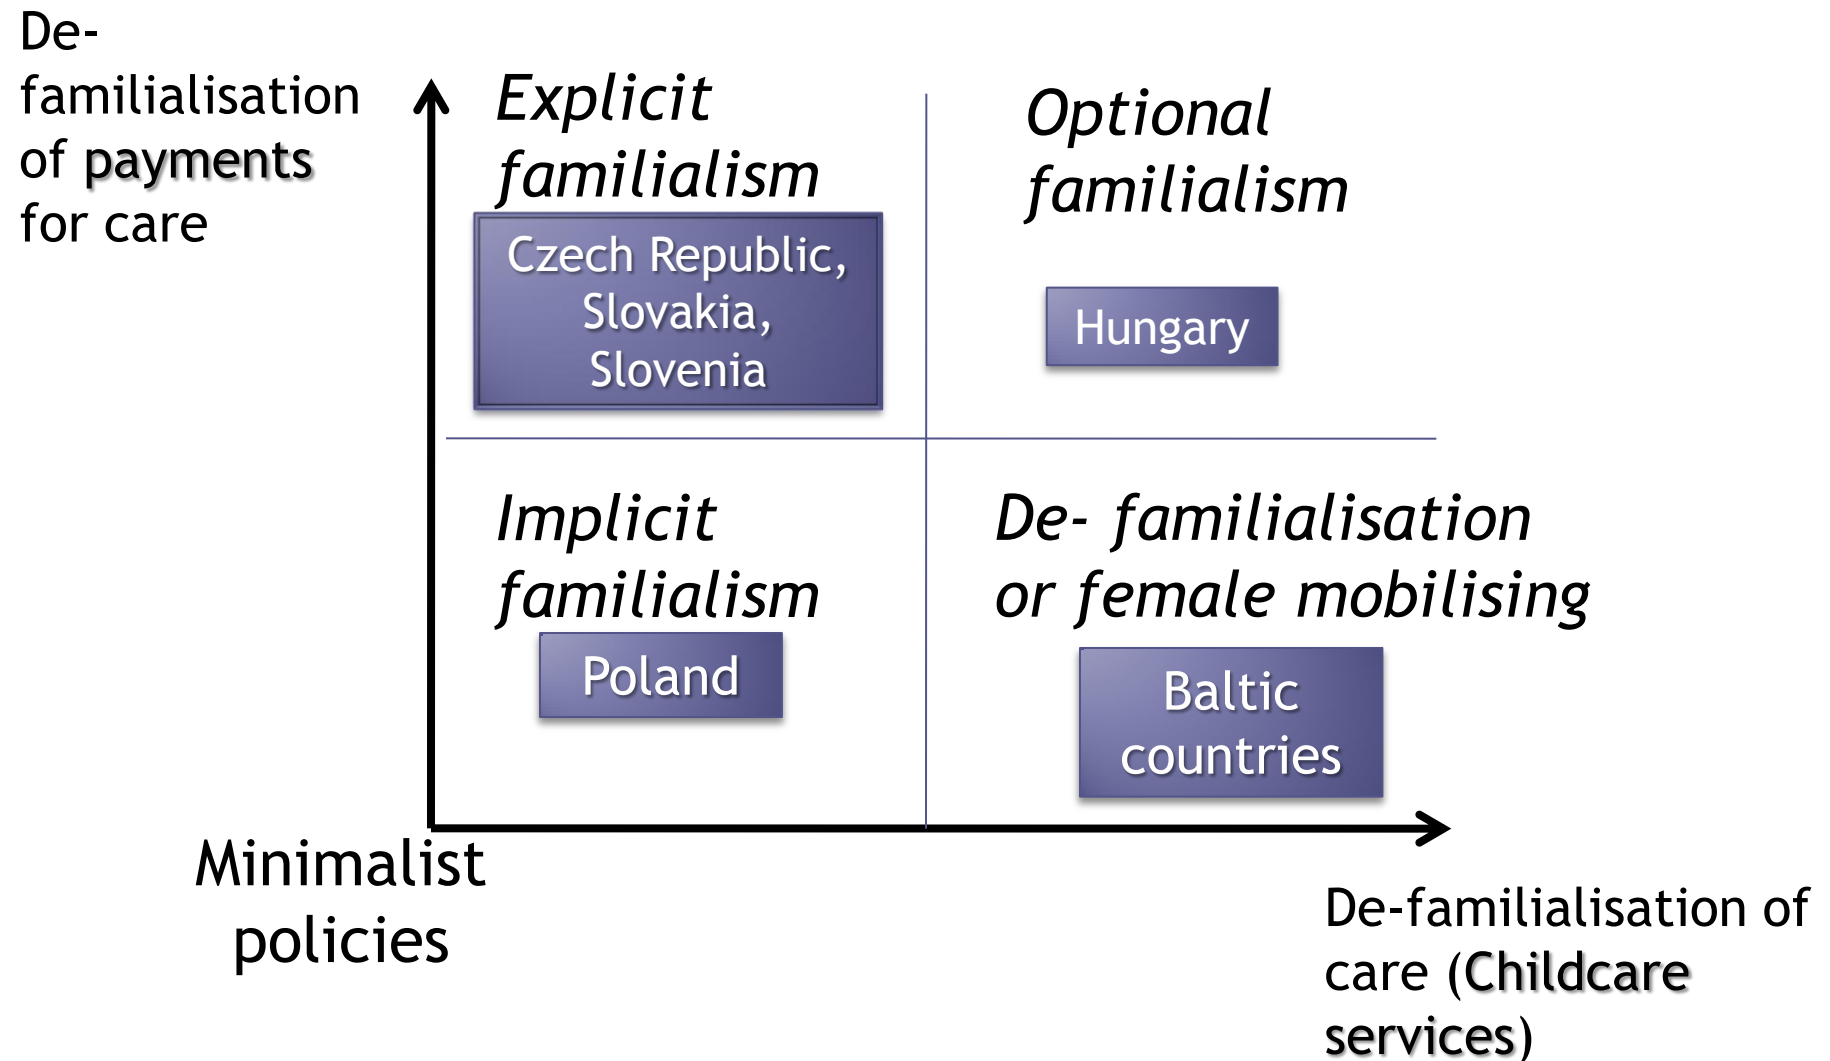 De-
familialisation
of payments
for care
Explicit
familialism
Czech Republic,
Slovakia,
Slovenia
Optional
familialism
Hungary
Implicit
familialism
Poland
De- familialisation
or female mobilising
Baltic
countries
Minimalist
policies
De-familialisation of
care (Childcare
services)